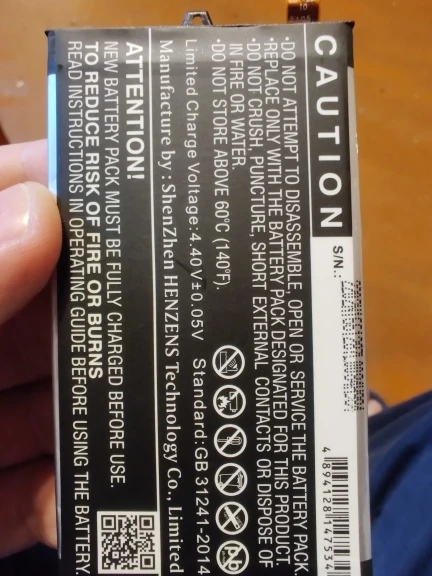 CAUTION
S/N.:
•DO NOT ATTEMPT TO DISASSEMBLE, OPEN OR SERVICE THE BATTERY PACK
•REPLACE ONLY WITH THE BATTERY PACK DESIGNATED FOR THIS PRODUCT
•DO NOT CRUSH, PUNCTURE, SHORT EXTERNAL CONTACTS OR DISPOSE OF
IN FIRE OR WATER.
•DO NOT STORE ABOVE 60℃ (140℉).
Limited Charge Voltage:4.40V±0.05V Standard:GB 31241-2014
Manufacture by: ShenZhen HENZENS Technology Co., Limited
ATTENTION!
NEW BATTERY PACK MUST BE FULLY CHARGED BEFORE USE.
TO REDUCE RISK OF FIRE OR BURNS
READ INSTRUCTIONS IN OPERATING GUIDE BEFORE USING THE BATTERY.
4 894128 147534